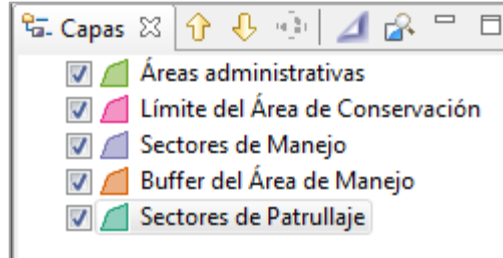 Capas
Áreas administrativas
Límite del Área de Conservación
Sectores de Manejo
Buffer del Área de Manejo
Sectores de Patrullaje